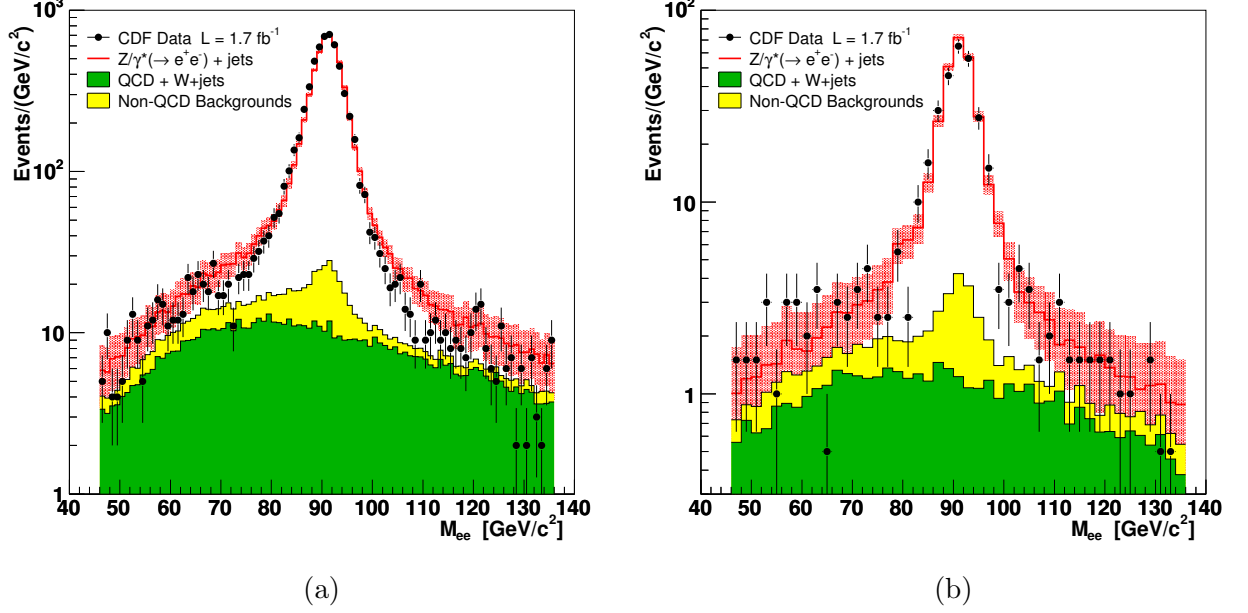 10³
CDF Data L = 1.7 fb⁻¹
Z/γ*(→ e⁺e⁻) + jets
QCD + W+jets
Non-QCD Backgrounds
Events/(GeV/c²)
10²
10
1
40 50 60 70 80 90 100 110 120 130 140
M_ee [GeV/c²]
(a)
10²
CDF Data L = 1.7 fb⁻¹
Z/γ*(→ e⁺e⁻) + jets
QCD + W+jets
Non-QCD Backgrounds
Events/(GeV/c²)
10
1
40 50 60 70 80 90 100 110 120 130 140
M_ee [GeV/c²]
(b)